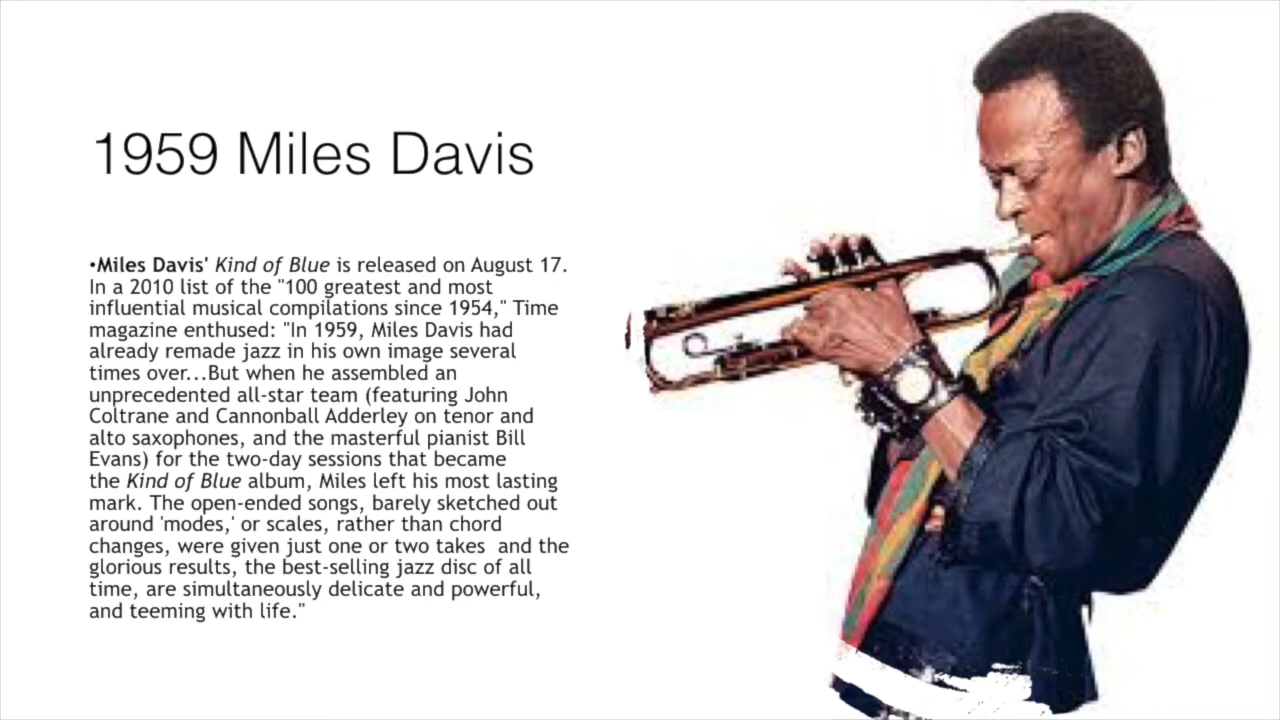 1959 Miles Davis
•Miles Davis' Kind of Blue is released on August 17.
In a 2010 list of the "100 greatest and most
influential musical compilations since 1954," Time
magazine enthused: "In 1959, Miles Davis had
already remade jazz in his own image several
times over...But when he assembled an
unprecedented all-star team (featuring John
Coltrane and Cannonball Adderley on tenor and
alto saxophones, and the masterful pianist Bill
Evans) for the two-day sessions that became
the Kind of Blue album, Miles left his most lasting
mark. The open-ended songs, barely sketched out
around 'modes,' or scales, rather than chord
changes, were given just one or two takes  and the
glorious results, the best-selling jazz disc of all
time, are simultaneously delicate and powerful,
and teeming with life."